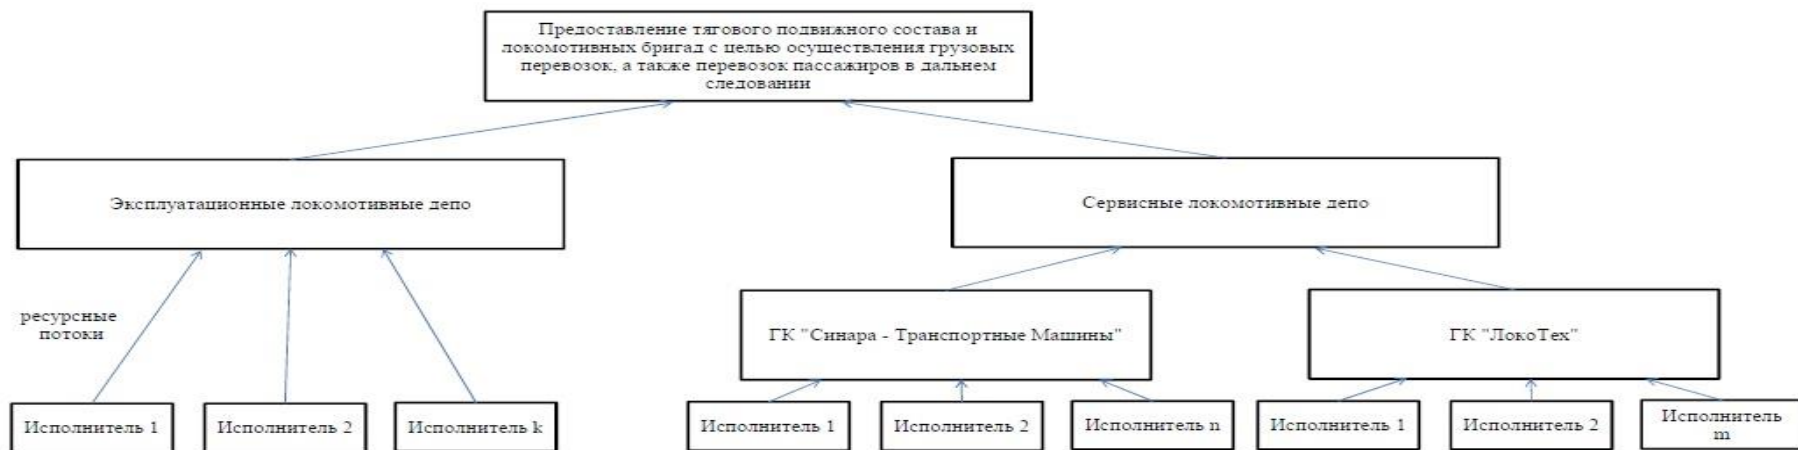 Предоставление тягового подвижного состава и
локомотивных бригад с целью осуществления грузовых
перевозок, а также перевозок пассажиров в дальнем
следовании
Эксплуатационные локомотивные депо
Сервисные локомотивные депо
ресурсные
потоки
ГК "Синара - Транспортные Машины"
ГК "ЛокоТех"
Исполнитель 1
Исполнитель 2
Исполнитель k
Исполнитель 1
Исполнитель 2
Исполнитель n
Исполнитель 1
Исполнитель 2
Исполнитель
m